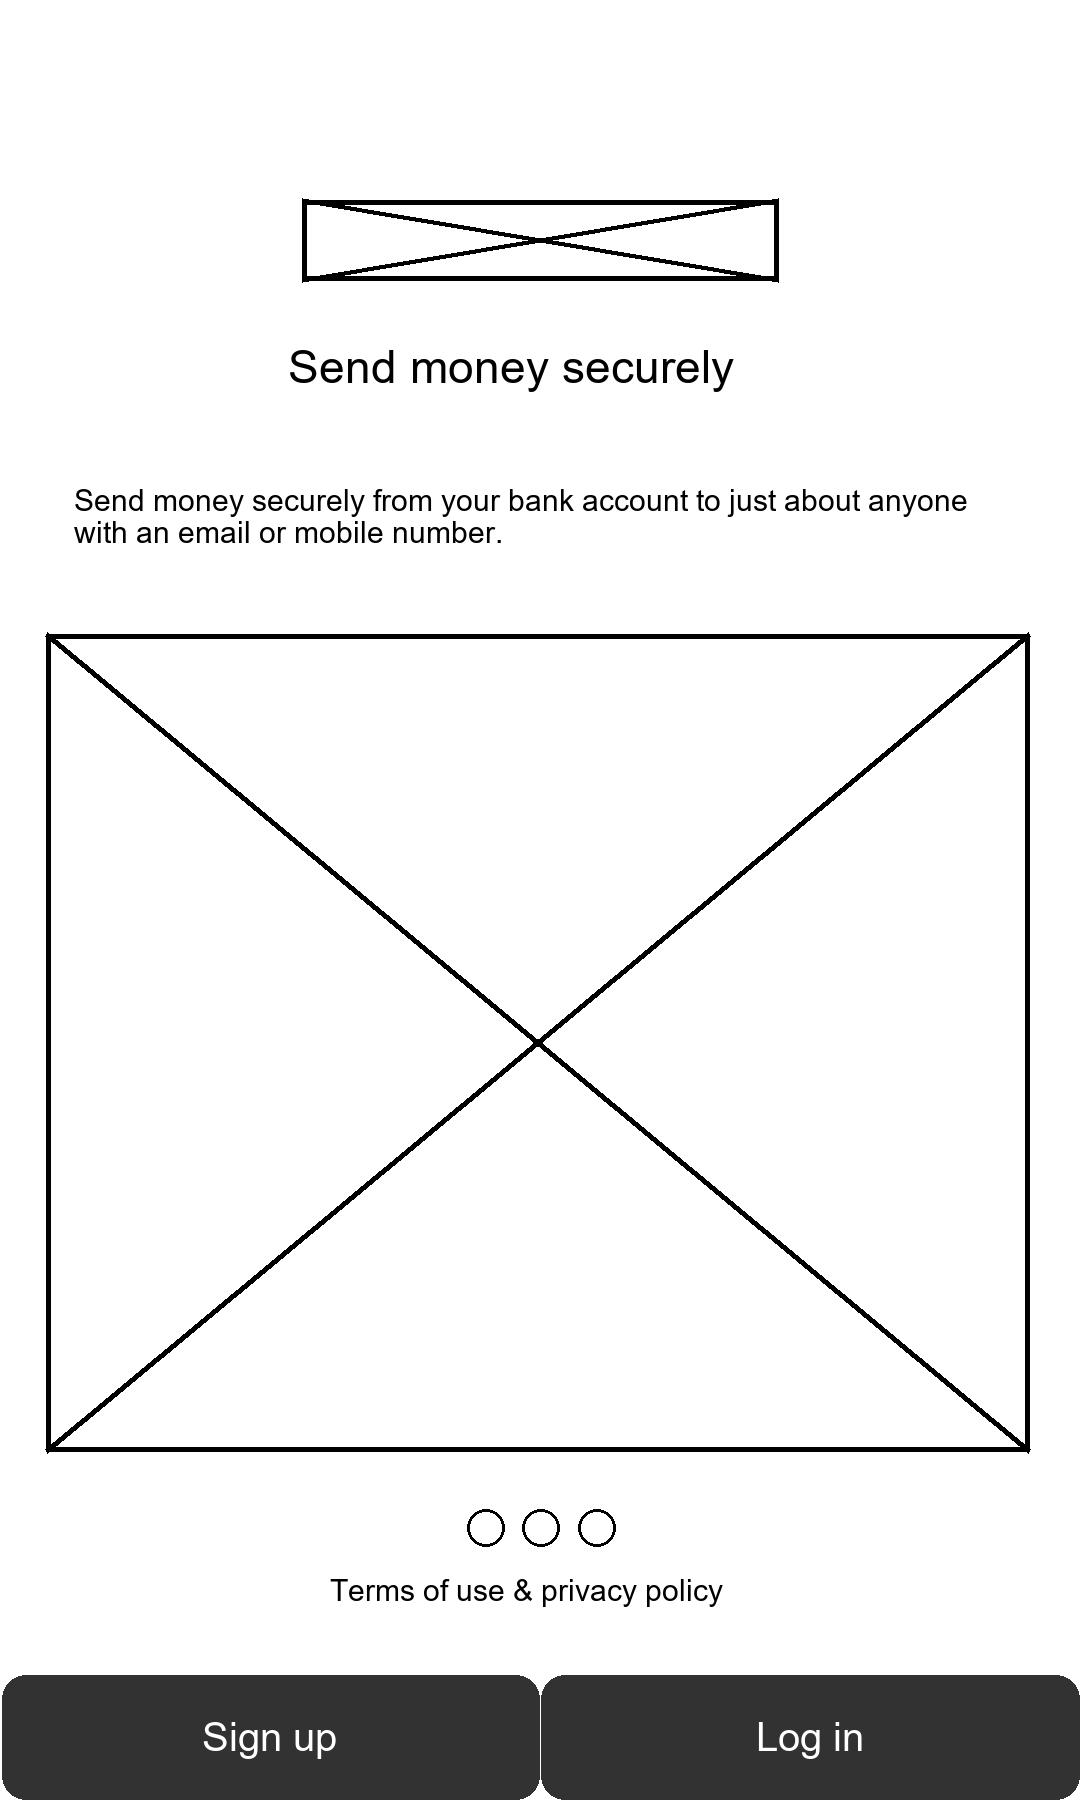 Send money securely
Send money securely from your bank account to just about anyone
with an email or mobile number.
Terms of use & privacy policy
Sign up
Log in